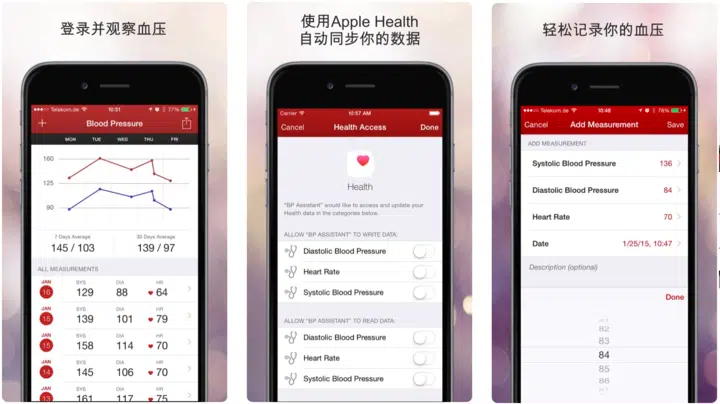 登录并观察血压
Telekom.de 10:51 77%
+ Blood Pressure
MON TUE WED THU FRI
160
125
90
7 Days Average 30 Days Average
145 / 103 139 / 97
ALL MEASUREMENTS
JAN SYS DIA HR
16 129 88 64
JAN SYS DIA HR
15 139 101 79
JAN SYS DIA HR
15 158 114 70
JAN SYS DIA HR
14 145 106 70
JAN SYS DIA HR
13 161 117 75
使用Apple Health
自动同步你的数据
Carrier 10:57 AM
Cancel Health Access Done
Health
"BP Assistant" would like to access and update your
Health data in the categories below.
ALLOW "BP ASSISTANT" TO WRITE DATA:
Diastolic Blood Pressure
Heart Rate
Systolic Blood Pressure
ALLOW "BP ASSISTANT" TO READ DATA:
Diastolic Blood Pressure
Heart Rate
Systolic Blood Pressure
轻松记录你的血压
Telekom.de 10:48 76%
Cancel Add Measurement Save
ADD MEASUREMENT
Systolic Blood Pressure 136
Diastolic Blood Pressure 84
Heart Rate 70
Date 1/25/15, 10:47
Description (optional)
Done
81
82
83
84
85
86